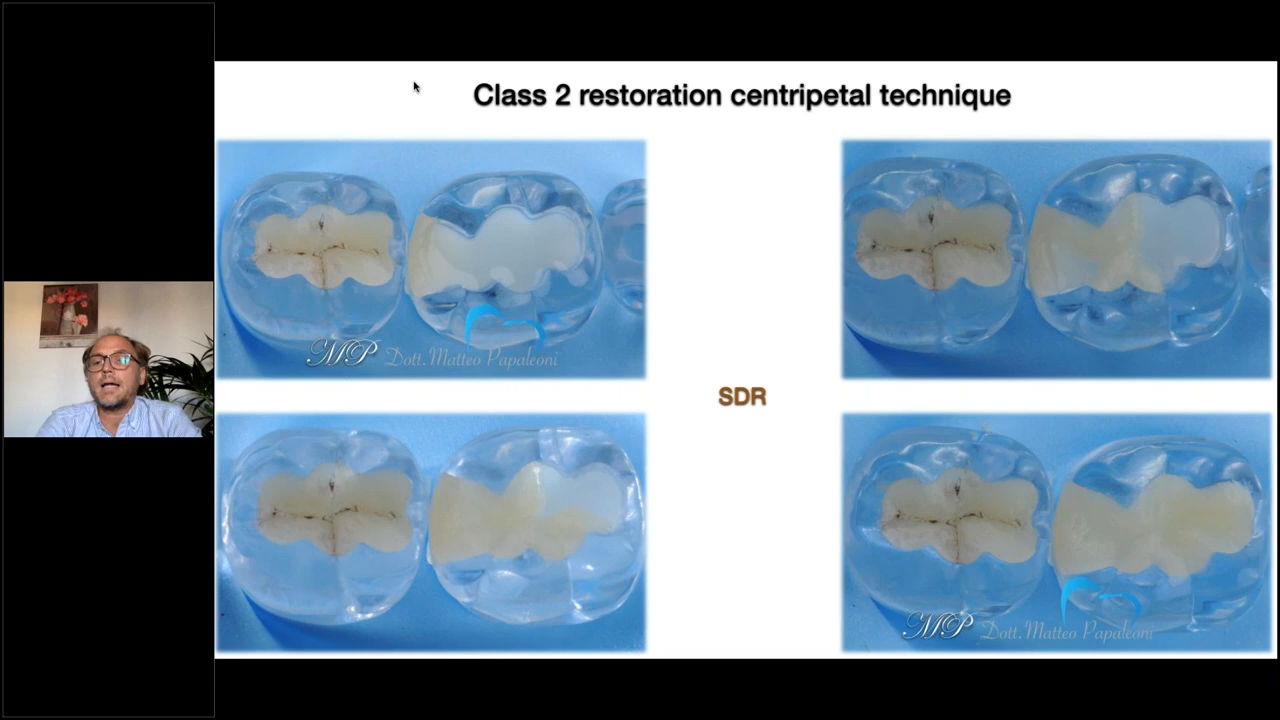 Class 2 restoration centripetal technique
MP Dott. Matteo Papaleoni
SDR
MP Dott. Matteo Papaleoni